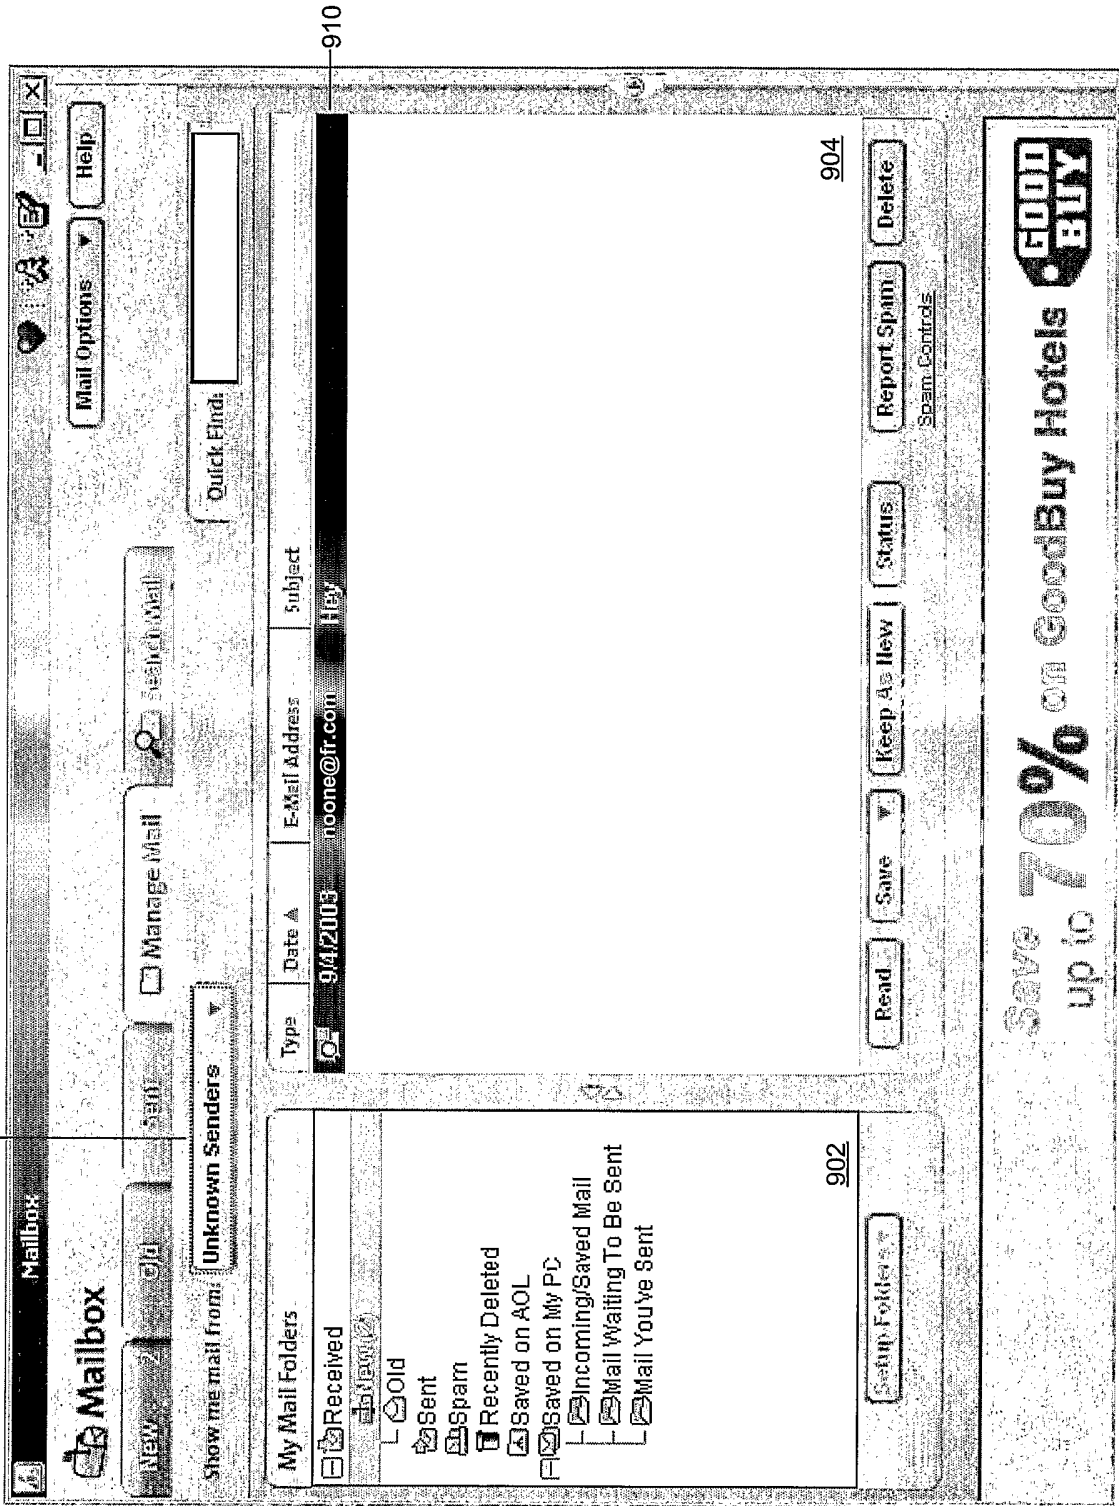 Mailbox
Mailbox
Mail Options
Help
New 2
Old
Sent
Manage Mail
Search Mail
Show me mail from:
Unknown Senders
Quick Find:
My Mail Folders
Received
New (2)
Old
Sent
Spam
Recently Deleted
Saved on AOL
Saved on My PC
Incoming/Saved Mail
Mail Waiting To Be Sent
Mail You've Sent
902
Setup Folders
Type Date E-Mail Address Subject
9/4/2003 noone@fr.com Hey
910
904
Read
Save
Keep As New
Status
Report Spam
Delete
Spam Controls
Save
up to 70% on GoodBuy Hotels
GOOD
BUY